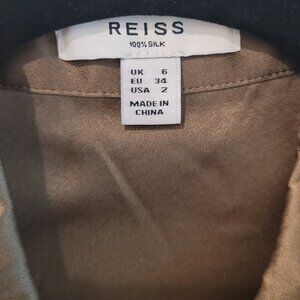 REISS
100% SILK
UK 6
EU 34
USA 2
MADE IN
CHINA